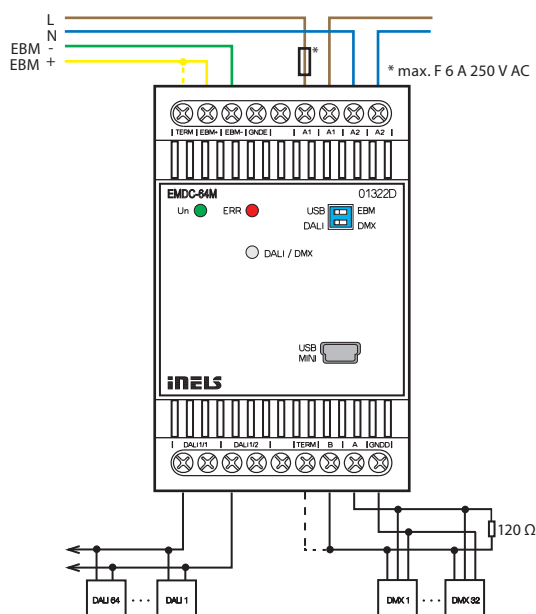 L
N
EBM -
EBM +
*
* max. F 6 A 250 V AC
TERM EBM+ EBM- GNDE A1 A1 A2 A2
EMDC-64M 01322D
Un ERR USB EBM
DALI DMX
DALI / DMX
USB
MINI
iNELS
DALI1/1 DALI1/2 TERM B A GNDD
120 Ω
DALI 64 ··· DALI 1 DMX 1 ··· DMX 32